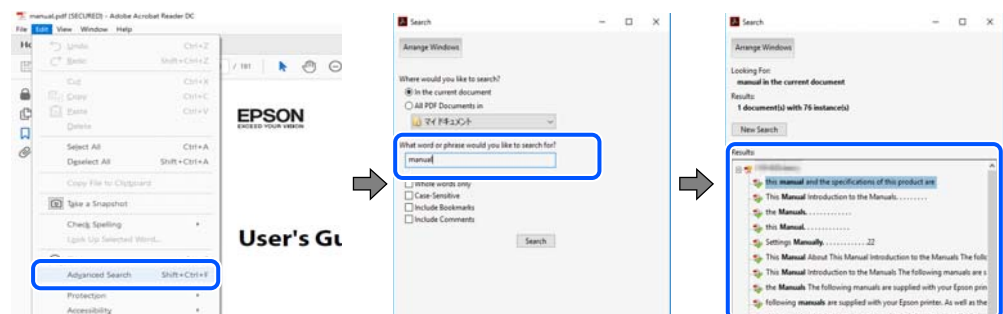 manual.pdf (SECURED) - Adobe Acrobat Reader DC
File Edit View Window Help
Undo Ctrl+Z
Redo Shift+Ctrl+Z
Cut Ctrl+X
Copy Ctrl+C
Paste Ctrl+V
Delete
Select All Ctrl+A
Deselect All Shift+Ctrl+A
Copy File to Clipboard
Take a Snapshot
Check Spelling
Look Up Selected Word...
Advanced Search Shift+Ctrl+F
Protection
Accessibility
/ 191
EPSON
EXCEED YOUR VISION
User's Gu
Search
Arrange Windows
Where would you like to search?
In the current document
All PDF Documents in
マイドキュメント
What word or phrase would you like to search for?
manual
Whole words only
Case-Sensitive
Include Bookmarks
Include Comments
Search
Search
Arrange Windows
Looking For:
manual in the current document
Results:
1 document(s) with 76 instance(s)
New Search
Results:
this manual and the specifications of this product are
This Manual Introduction to the Manuals. . . . . . . . .
the Manuals. . . . . . . . . . . . .
this Manual. . . . . . . . . . . . .
Settings Manually. . . . . . . . . . . . 22
This Manual About This Manual Introduction to the Manuals The folle
This Manual Introduction to the Manuals The following manuals are s
the Manuals The following manuals are supplied with your Epson prin
following manuals are supplied with your Epson printer. As well as the